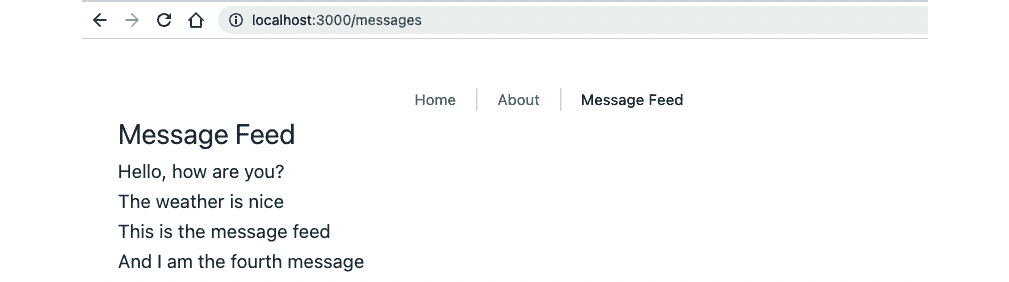 localhost:3000/messages
Home About Message Feed
Message Feed
Hello, how are you?
The weather is nice
This is the message feed
And I am the fourth message